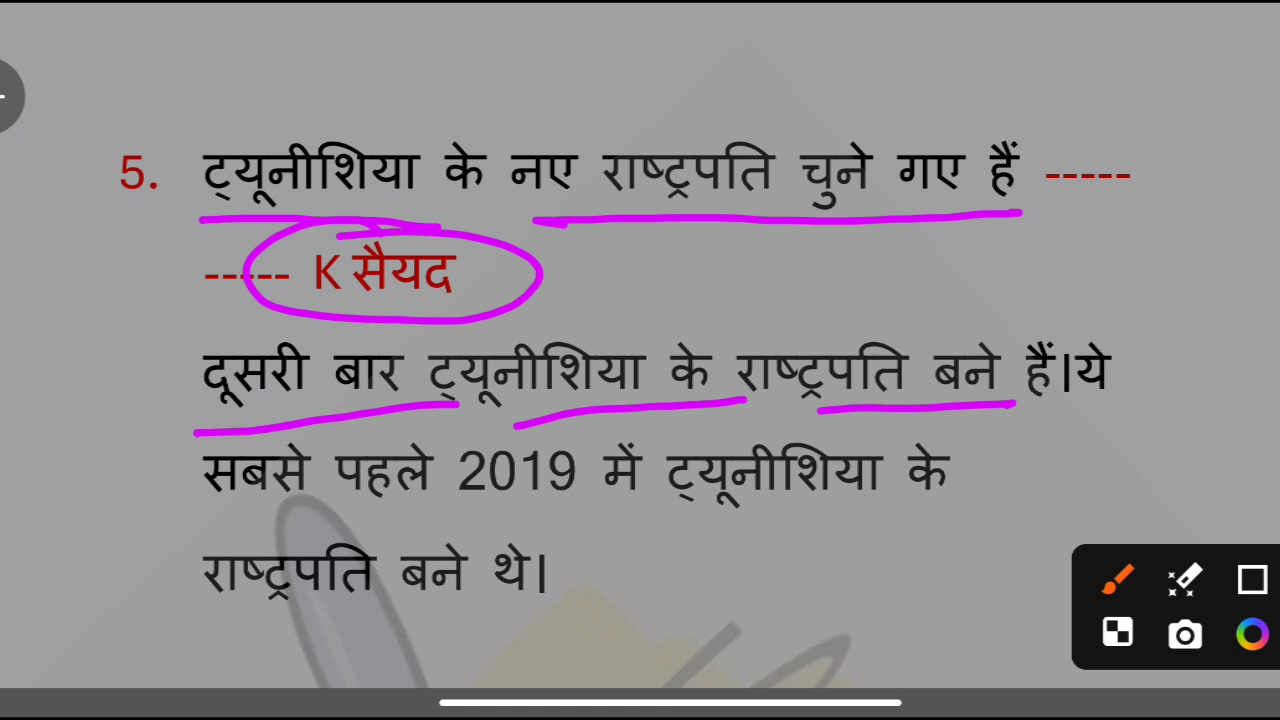 5. ट्यूनीशिया के नए राष्ट्रपति चुने गए हैं -----
----- K सैयद
दूसरी बार ट्यूनीशिया के राष्ट्रपति बने हैं।ये
सबसे पहले 2019 में ट्यूनीशिया के
राष्ट्रपति बने थे।